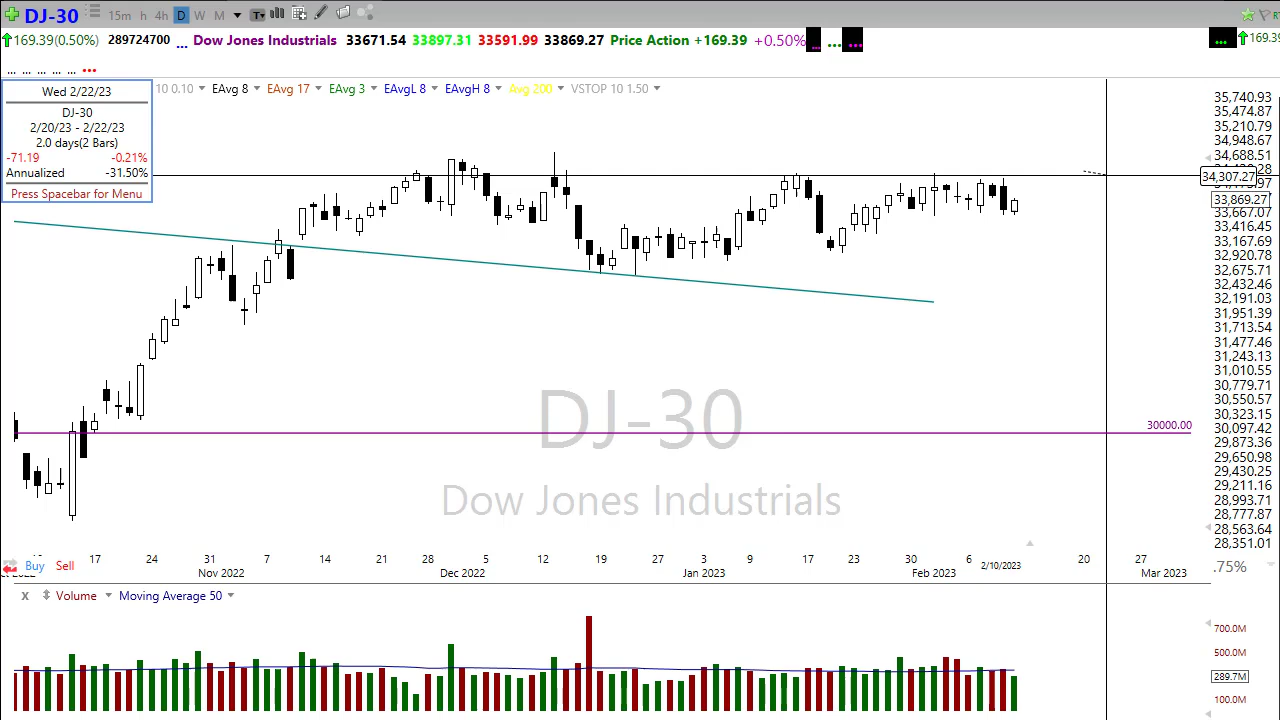 DJ-30 15m h 4h D W M T
169.39(0.50%) 289724700 ... Dow Jones Industrials 33671.54 33897.31 33591.99 33869.27 Price Action +169.39 +0.50% ... ... ... ... 169.39
... ... ... ... ... ...
10 0.10 EAvg 8 EAvg 17 EAvg 3 EAvgL 8 EAvgH 8 Avg 200 VSTOP 10 1.50
Wed 2/22/23
DJ-30
2/20/23 - 2/22/23
2.0 days(2 Bars)
-71.19 -0.21%
Annualized -31.50%
Press Spacebar for Menu
35,740.93
35,474.87
35,210.79
34,948.67
34,688.51
34,307.27
33,869.27
33,667.07
33,416.45
33,167.69
32,920.78
32,675.71
32,432.46
32,191.03
31,951.39
31,713.54
31,477.46
31,243.13
31,010.55
30,779.71
30,550.57
30,323.15
30,097.42
29,873.36
29,650.98
29,430.25
29,211.16
28,993.71
28,777.87
28,563.64
28,351.01
30000.00
DJ-30
Dow Jones Industrials
17 24 31 7 14 21 28 5 12 19 27 3 9 17 23 30 6 2/10/2023 20 27
Buy Sell .75%
2022 Nov 2022 Dec 2022 Jan 2023 Feb 2023 Mar 2023
x Volume Moving Average 50
700.0M
500.0M
289.7M
100.0M